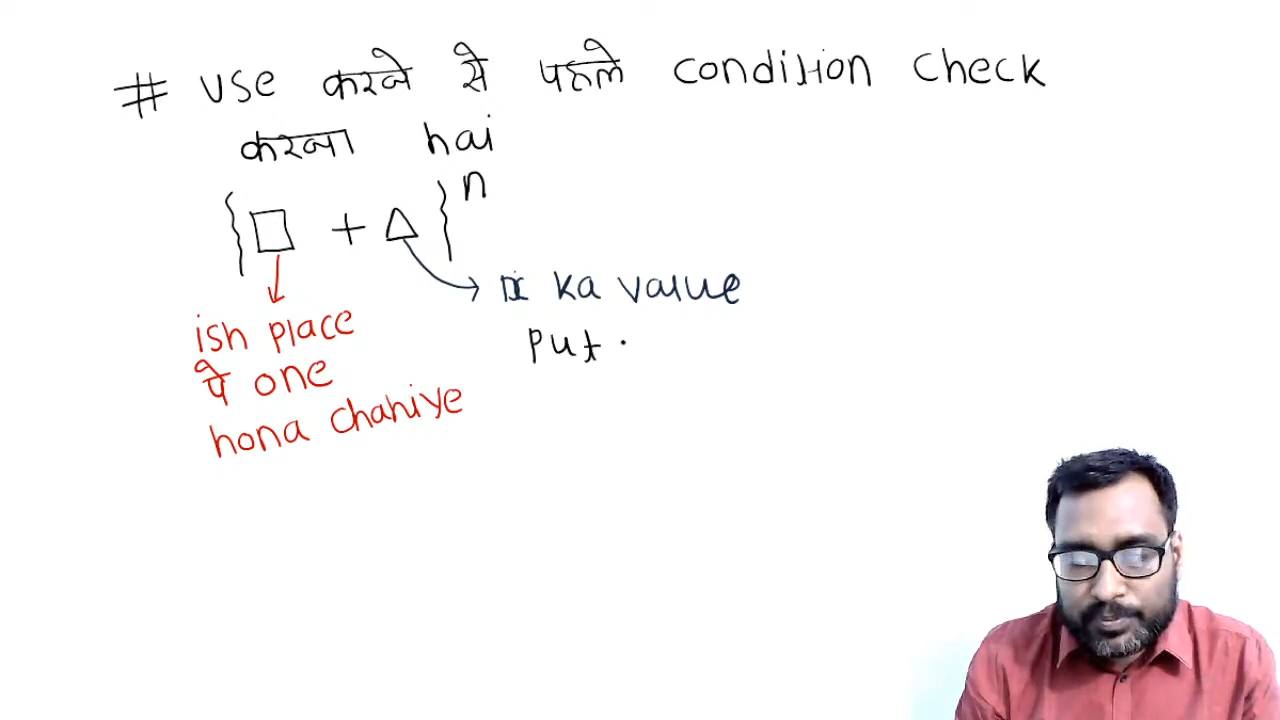 # use करने से पहले condition check
करना hai
{□ + △}ⁿ
x ka value
put .
ish place
पे one
hona chahiye